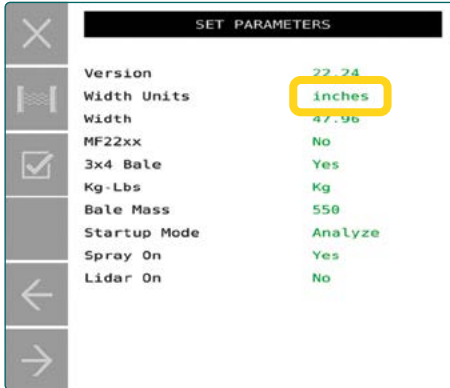 SET PARAMETERS
Version 22.24
Width Units inches
Width 47.96
MF22xx No
3x4 Bale Yes
Kg-Lbs Kg
Bale Mass 550
Startup Mode Analyze
Spray On Yes
Lidar On No